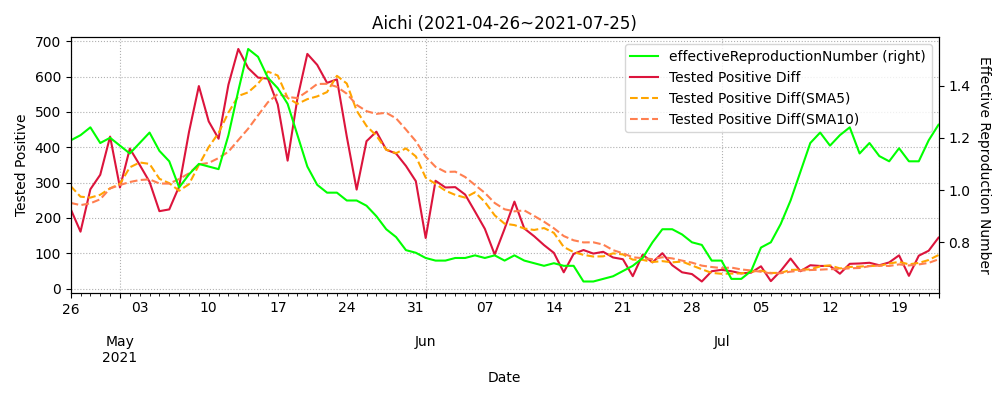 Aichi (2021-04-26~2021-07-25)
effectiveReproductionNumber (right)
Tested Positive Diff
Tested Positive Diff(SMA5)
Tested Positive Diff(SMA10)
Tested Positive
700
600
500
400
300
200
100
0
1.4
1.2
1.0
0.8
Effective Reproduction Number
26 03 10 17 24 31 07 14 21 28 05 12 19
May Jun Jul
2021
Date